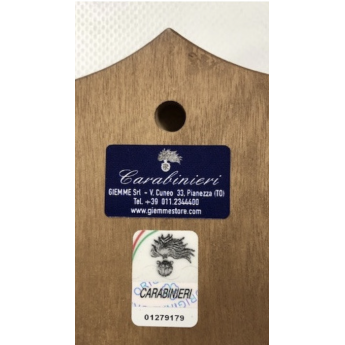 Carabinieri
GIEMME Srl - V. Cuneo 33, Pianezza (TO)
Tel. +39 011.2344400
www.giemmestore.com
CARABINIERI
01279179